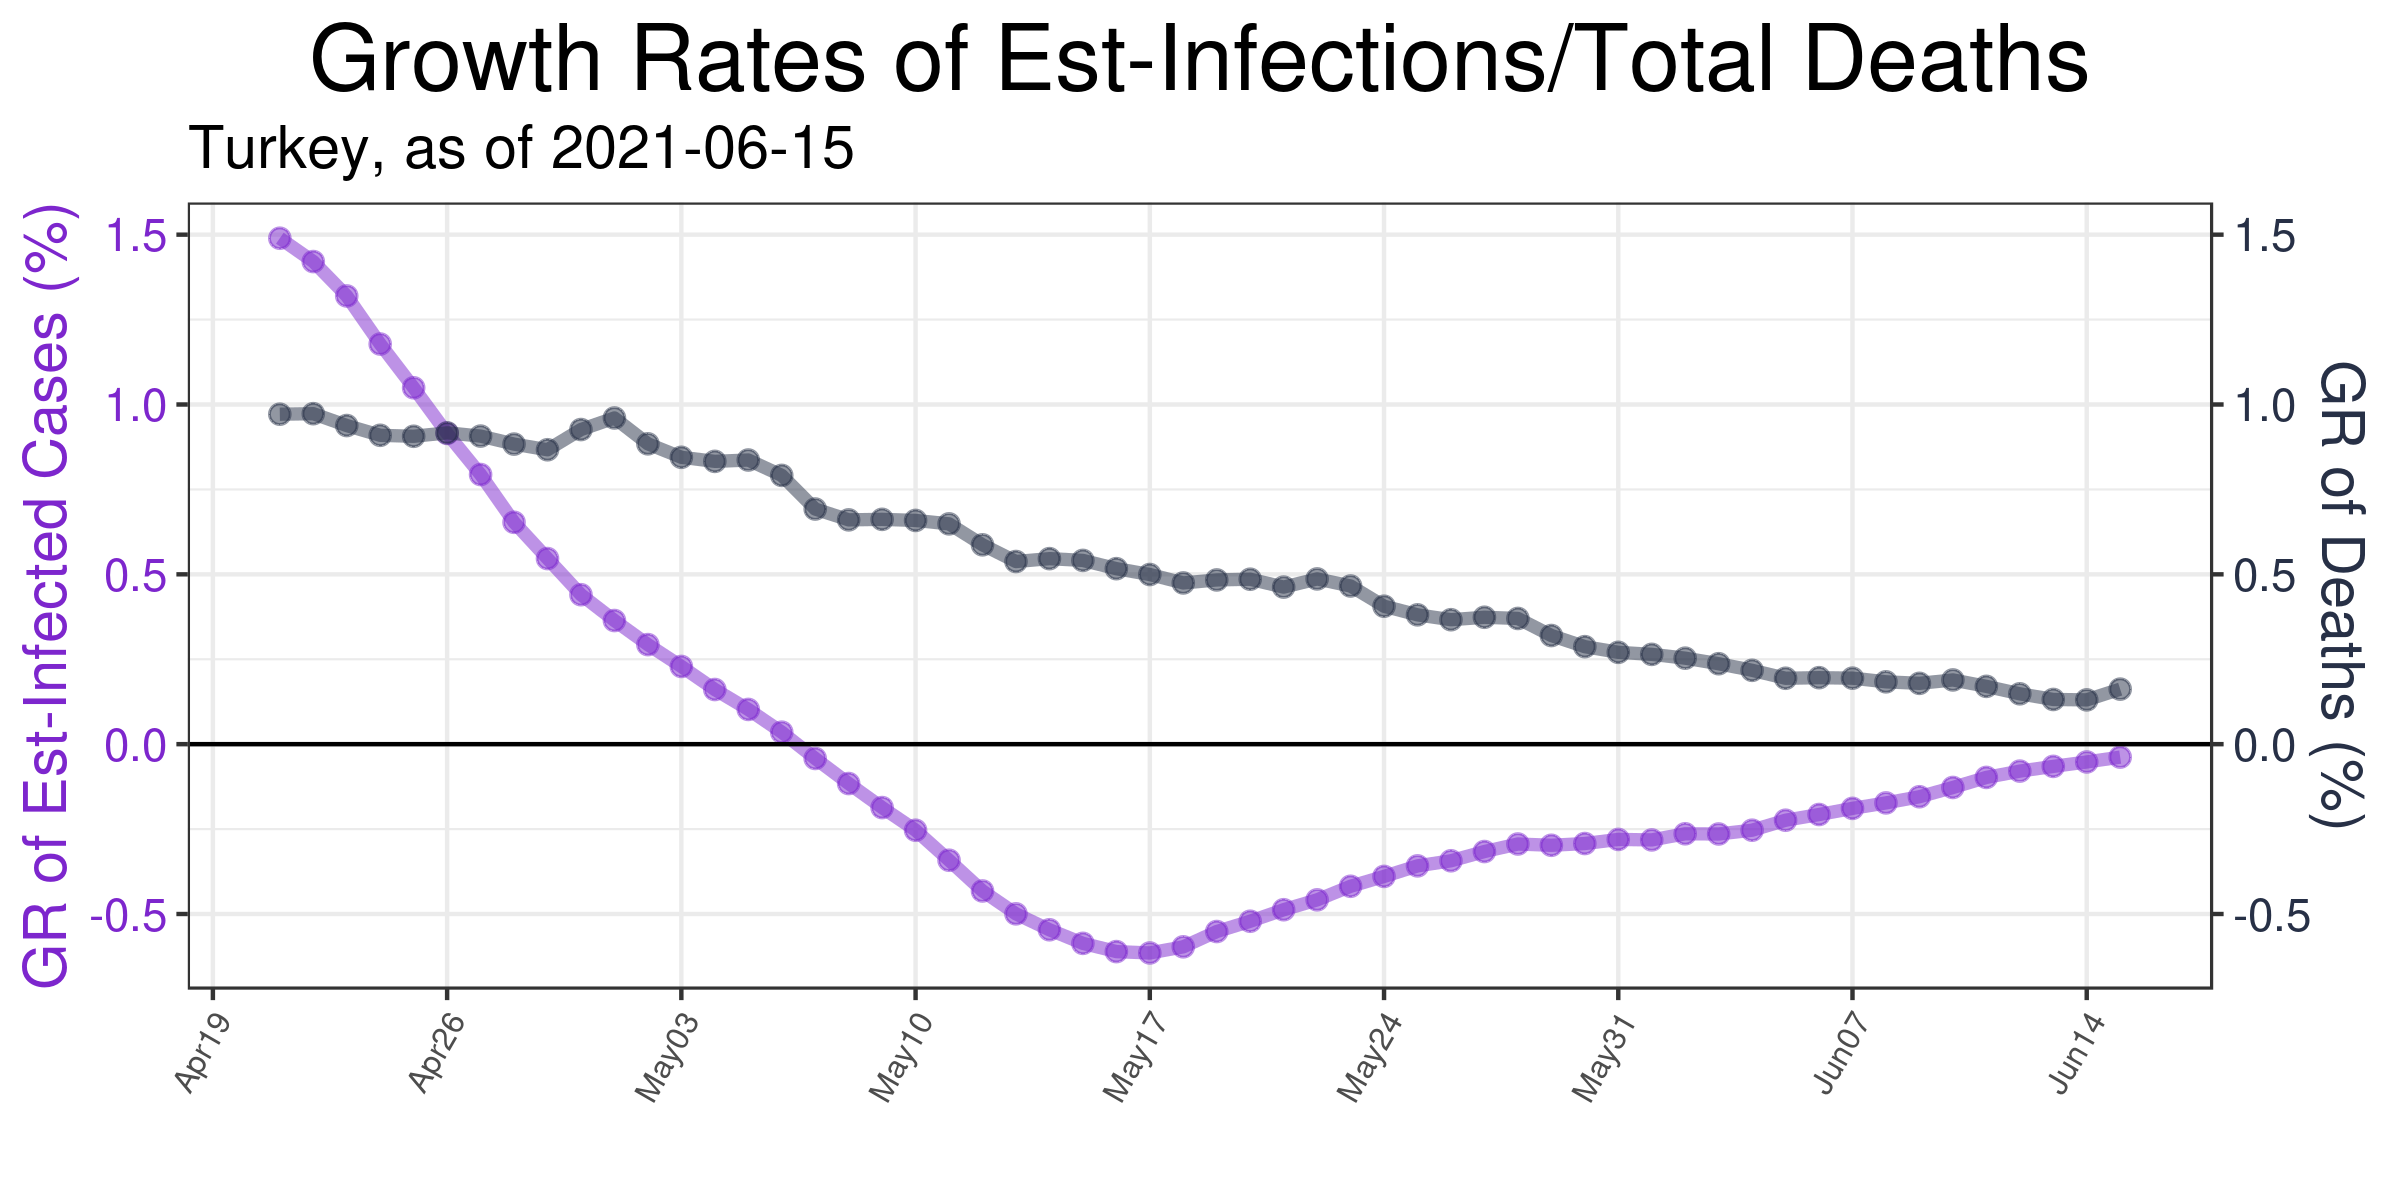 Growth Rates of Est-Infections/Total Deaths
Turkey, as of 2021-06-15
GR of Est-Infected Cases (%)
1.5
1.0
0.5
0.0
-0.5
1.5
1.0
0.5
0.0
-0.5
GR of Deaths (%)
Apr19
Apr26
May03
May10
May17
May24
May31
Jun07
Jun14